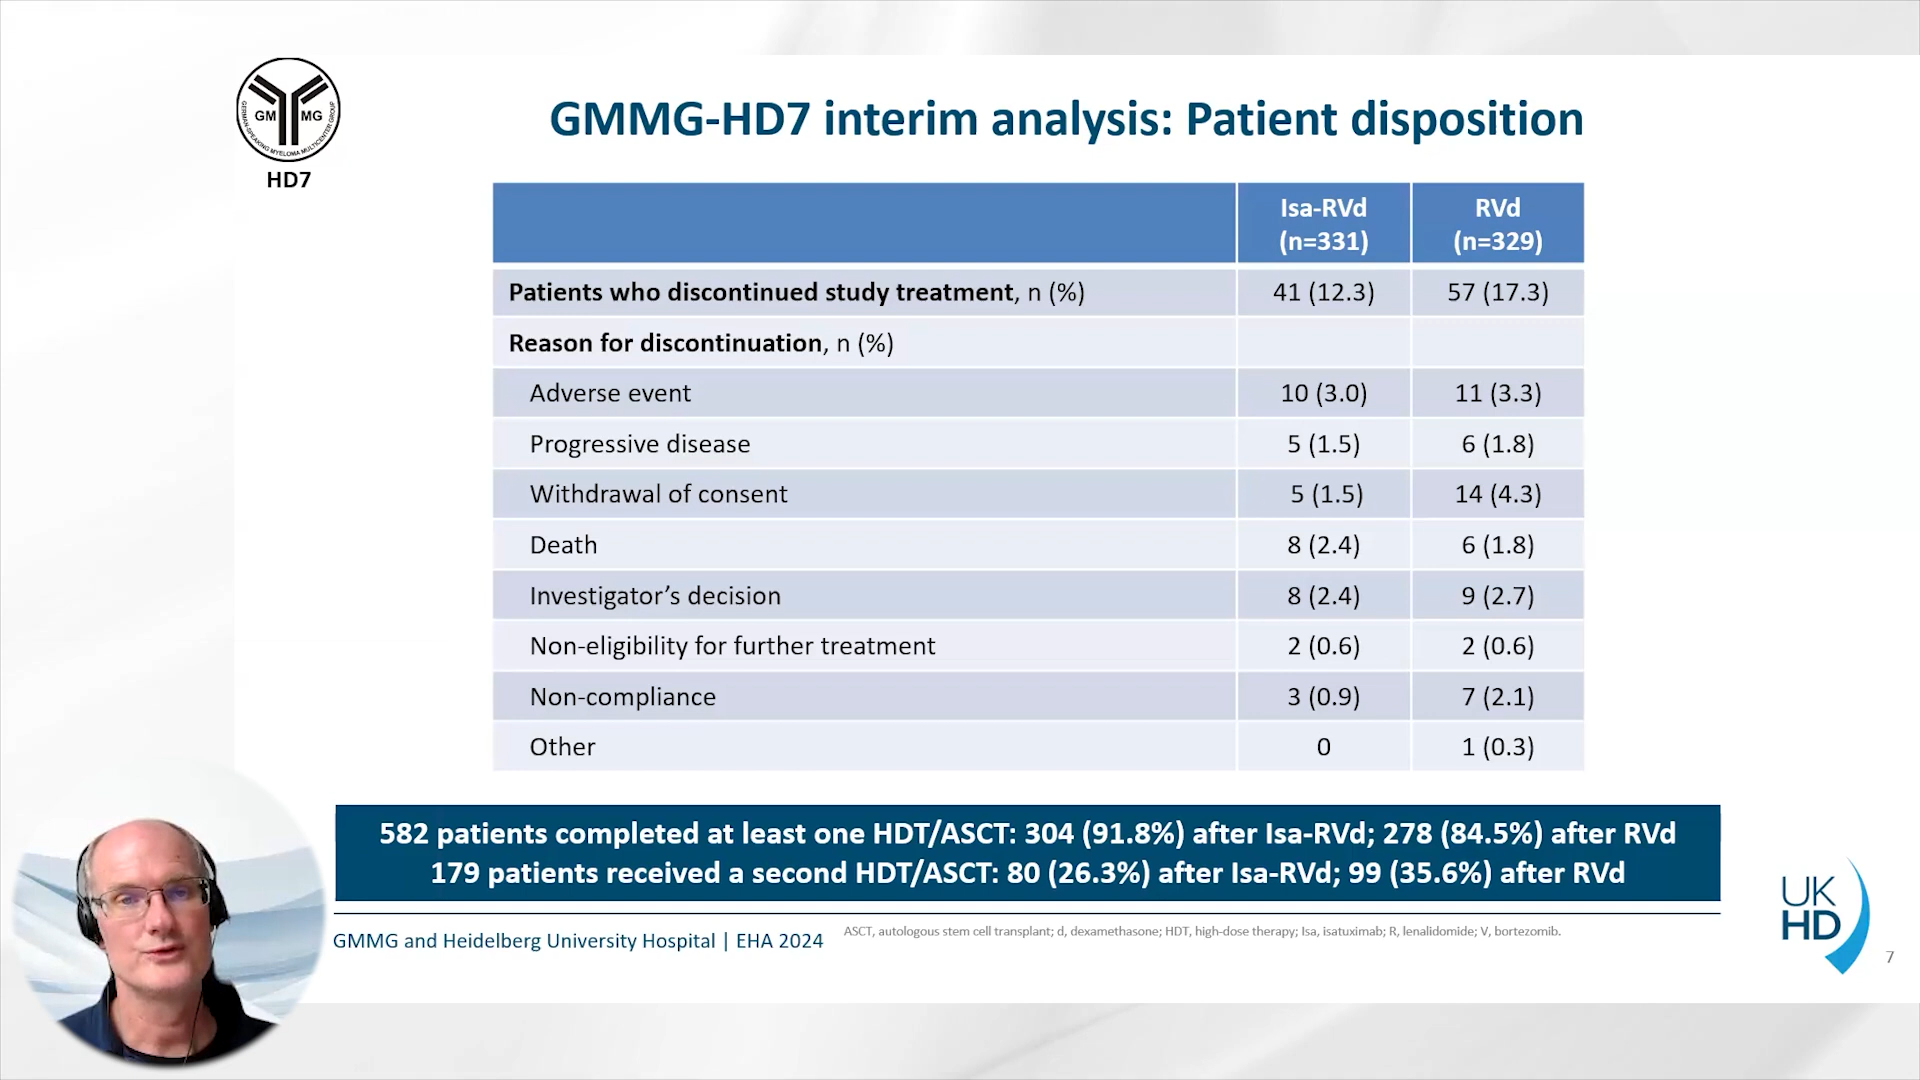 GM MG
GERMAN-SPEAKING MYELOMA MULTICENTER GROUP
HD7
GMMG-HD7 interim analysis: Patient disposition
Isa-RVd (n=331) RVd (n=329)
Patients who discontinued study treatment, n (%) 41 (12.3) 57 (17.3)
Reason for discontinuation, n (%)
Adverse event 10 (3.0) 11 (3.3)
Progressive disease 5 (1.5) 6 (1.8)
Withdrawal of consent 5 (1.5) 14 (4.3)
Death 8 (2.4) 6 (1.8)
Investigator’s decision 8 (2.4) 9 (2.7)
Non-eligibility for further treatment 2 (0.6) 2 (0.6)
Non-compliance 3 (0.9) 7 (2.1)
Other 0 1 (0.3)
582 patients completed at least one HDT/ASCT: 304 (91.8%) after Isa-RVd; 278 (84.5%) after RVd
179 patients received a second HDT/ASCT: 80 (26.3%) after Isa-RVd; 99 (35.6%) after RVd
GMMG and Heidelberg University Hospital | EHA 2024
ASCT, autologous stem cell transplant; d, dexamethasone; HDT, high-dose therapy; Isa, isatuximab; R, lenalidomide; V, bortezomib.
UK
HD
7